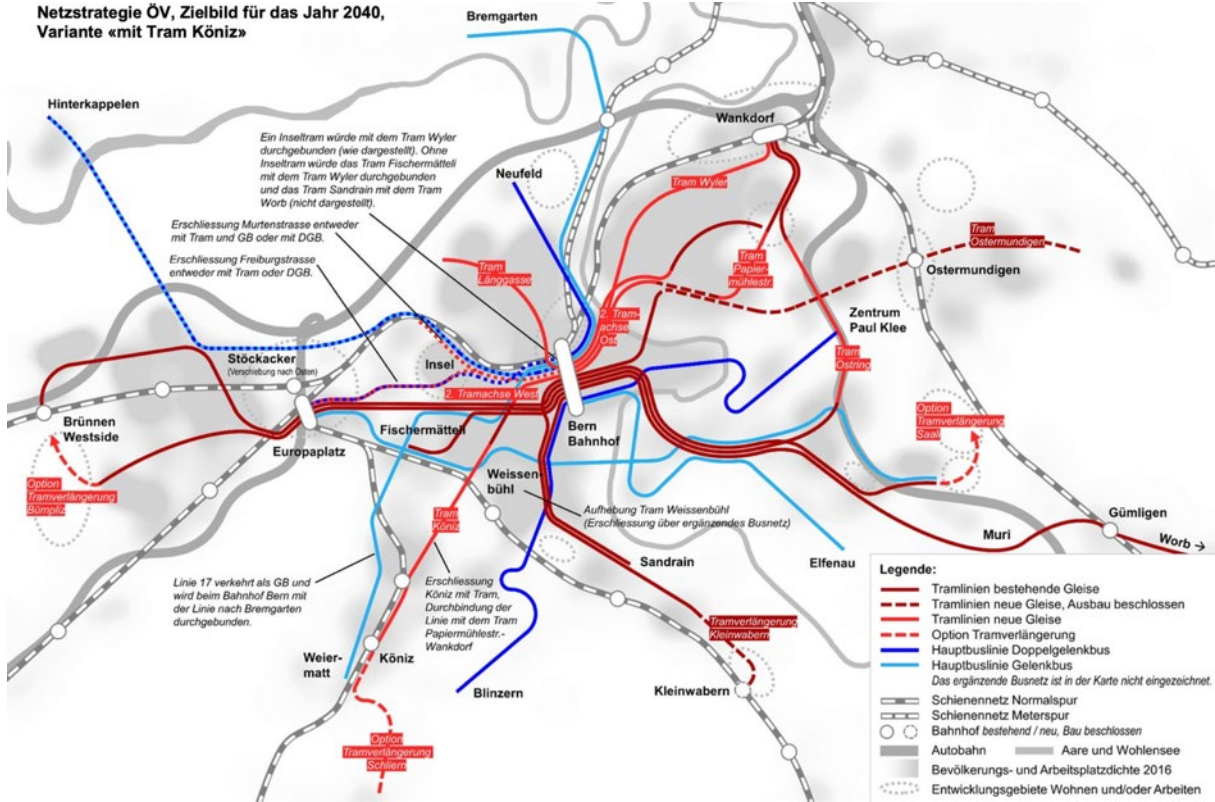 Netzstrategie ÖV, Zielbild für das Jahr 2040,
Variante «mit Tram Köniz»
Bremgarten
Hinterkappelen
Wankdorf
Ein Inseltram würde mit dem Tram Wyler
durchgebunden (wie dargestellt). Ohne
Inseltram würde das Tram Fischermätteli
mit dem Tram Wyler durchgebunden
und das Tram Sandrain mit dem Tram
Worb (nicht dargestellt).
Neufeld
Tram Wyler
Erschliessung Murtenstrasse entweder
mit Tram und GB oder mit DGB.
Erschliessung Freiburgstrasse
entweder mit Tram oder DGB.
Tram
Länggasse
Tram
Papier-
mühlestr.
Tram
Ostermundigen
Ostermundigen
2. Tram-
achse
Ost
Zentrum
Paul Klee
Tram
Ostring
Stöckacker
(Verschiebung nach Osten)
Insel
2. Tramachse West
Brünnen
Westside
Fischermätteli
Bern
Bahnhof
Europaplatz
Option
Tramverlängerung
Saali
Option
Tramverlängerung
Bümpliz
Weissen-
bühl
Tram
Köniz
Aufhebung Tram Weissenbühl
(Erschliessung über ergänzendes Busnetz)
Gümligen
Muri
Worb →
Sandrain
Elfenau
Linie 17 verkehrt als GB und
wird beim Bahnhof Bern mit
der Linie nach Bremgarten
durchgebunden.
Erschliessung
Köniz mit Tram,
Durchbindung der
Linie mit dem Tram
Papiermühlestr.-
Wankdorf
Tramverlängerung
Kleinwabern
Weier-
matt
Köniz
Blinzern
Kleinwabern
Option
Tramverlängerung
Schliern
Legende:
Tramlinien bestehende Gleise
Tramlinien neue Gleise, Ausbau beschlossen
Tramlinien neue Gleise
Option Tramverlängerung
Hauptbuslinie Doppelgelenkbus
Hauptbuslinie Gelenkbus
Das ergänzende Busnetz ist in der Karte nicht eingezeichnet.
Schienennetz Normalspur
Schienennetz Meterspur
Bahnhof bestehend / neu, Bau beschlossen
Autobahn Aare und Wohlensee
Bevölkerungs- und Arbeitsplatzdichte 2016
Entwicklungsgebiete Wohnen und/oder Arbeiten